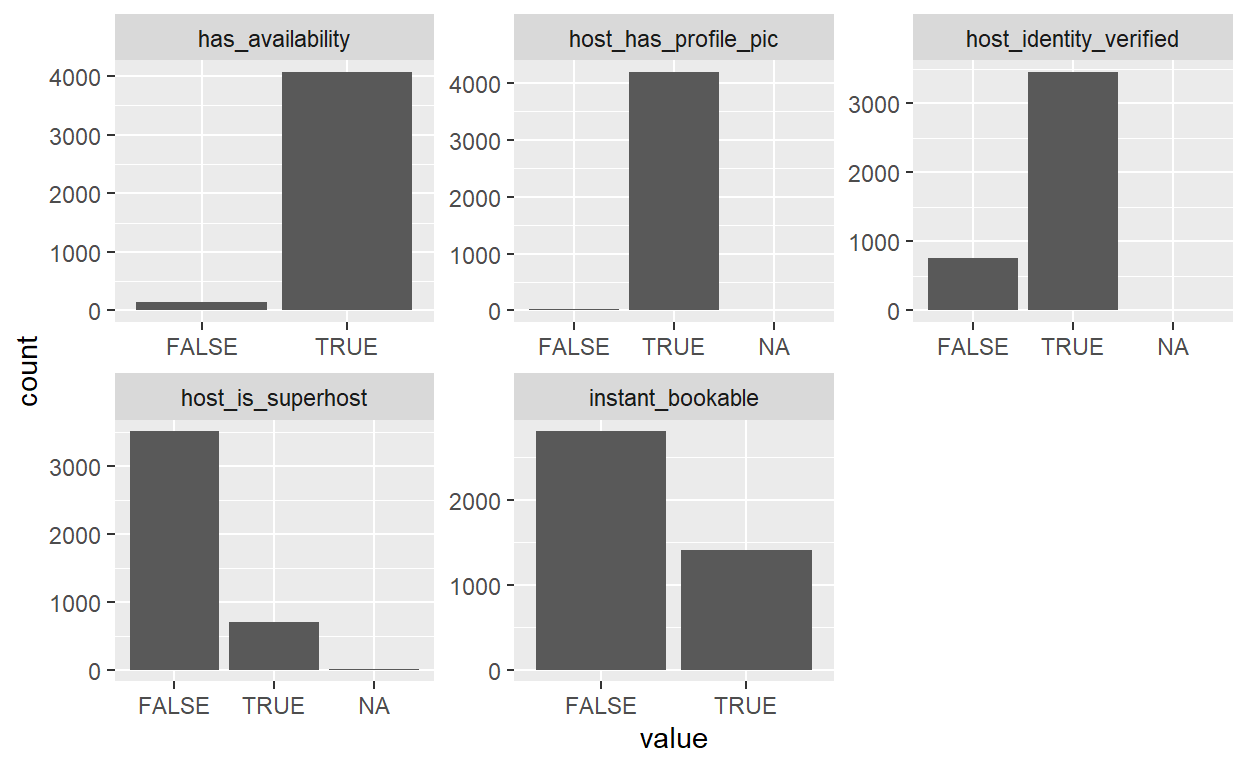 has_availability
host_has_profile_pic
host_identity_verified
4000
3000
2000
1000
0
FALSE TRUE
4000
3000
2000
1000
0
FALSE TRUE NA
3000
2000
1000
0
FALSE TRUE NA
count
host_is_superhost
instant_bookable
3000
2000
1000
0
FALSE TRUE NA
2000
1000
0
FALSE TRUE
value